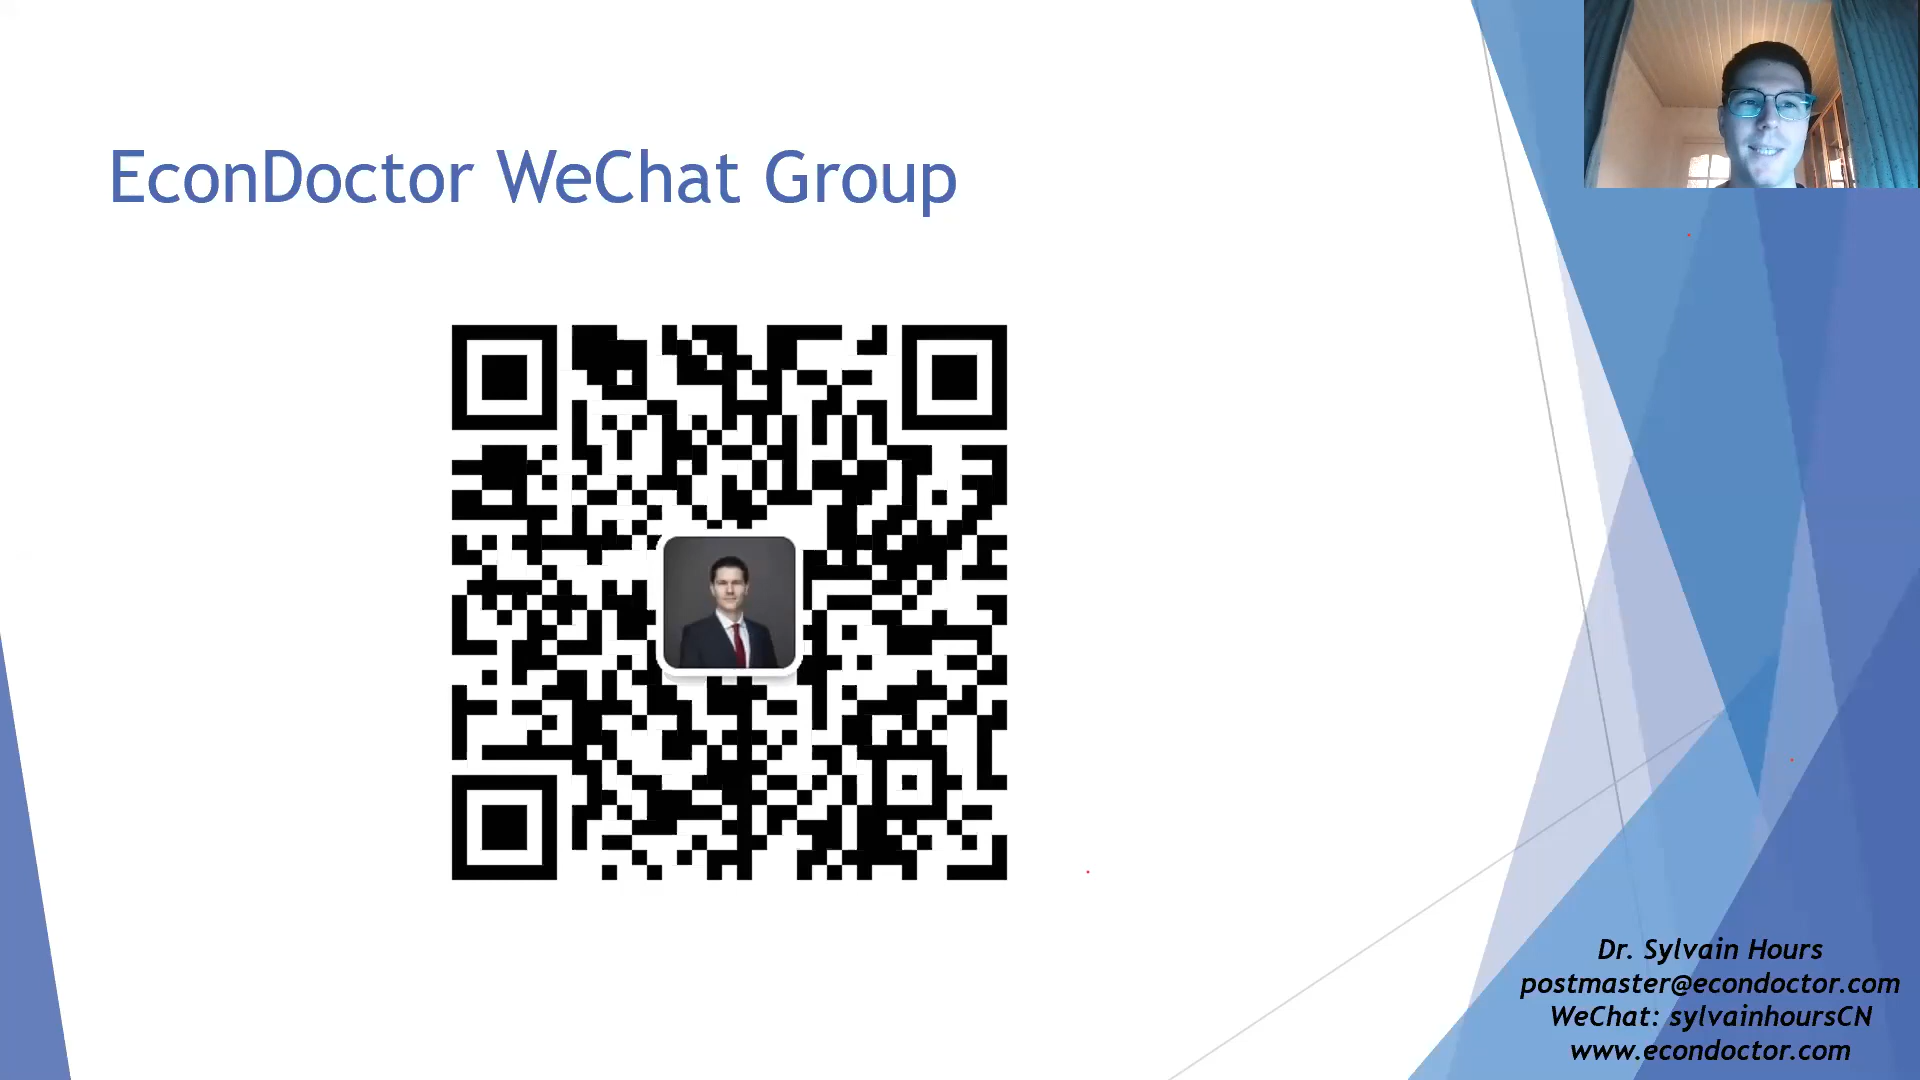 EconDoctor WeChat Group
Dr. Sylvain Hours
postmaster@econdoctor.com
WeChat: sylvainhoursCN
www.econdoctor.com